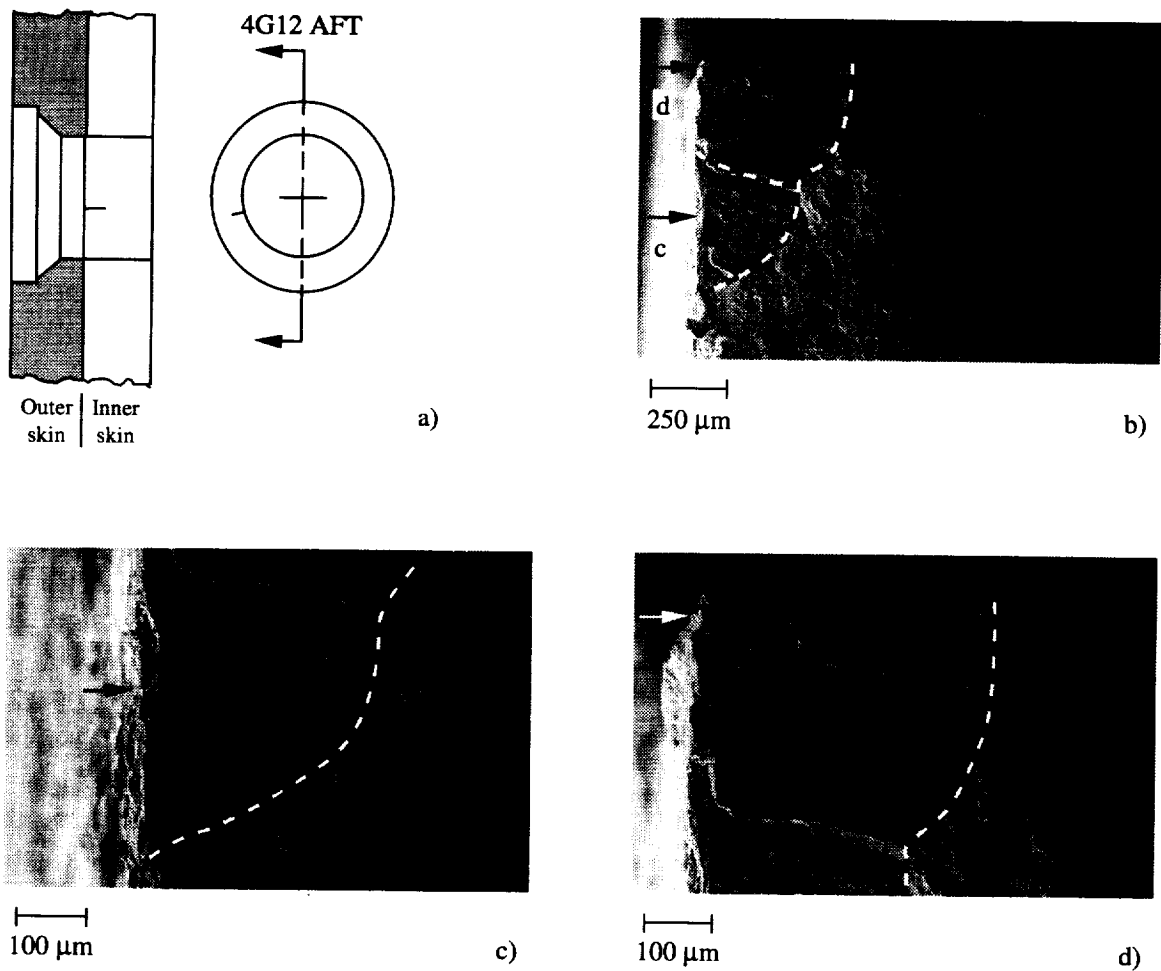 4G12 AFT
Outer skin
Inner skin
a)
d
c
250 μm
b)
100 μm
c)
100 μm
d)